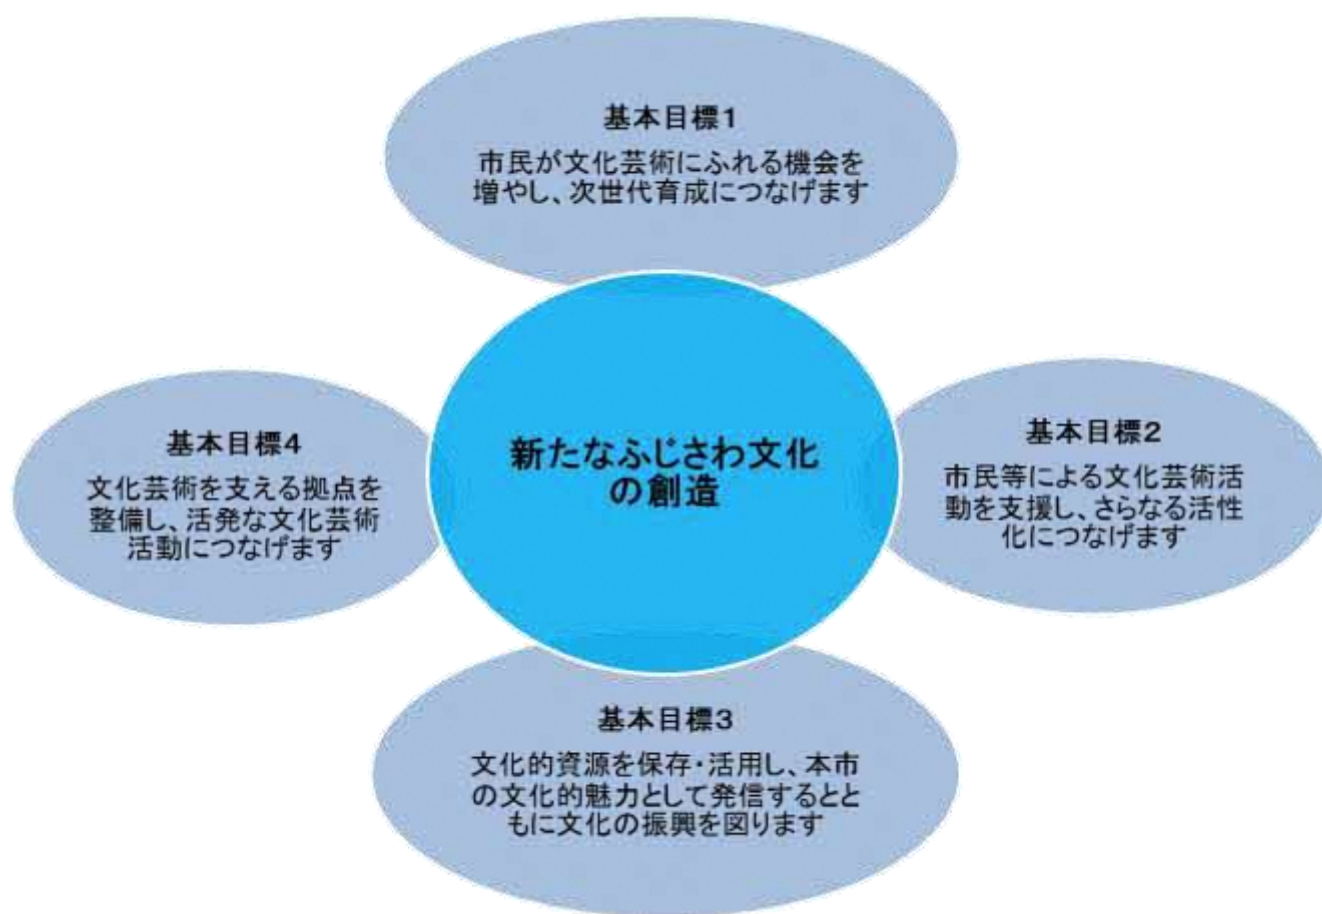 基本目標1
市民が文化芸術にふれる機会を
増やし、次世代育成につなげます
新たなふじさわ文化
の創造
基本目標2
市民等による文化芸術活
動を支援し、さらなる活性
化につなげます
基本目標3
文化的資源を保存・活用し、本市
の文化的魅力として発信するとと
もに文化の振興を図ります
基本目標4
文化芸術を支える拠点を
整備し、活発な文化芸術
活動につなげます